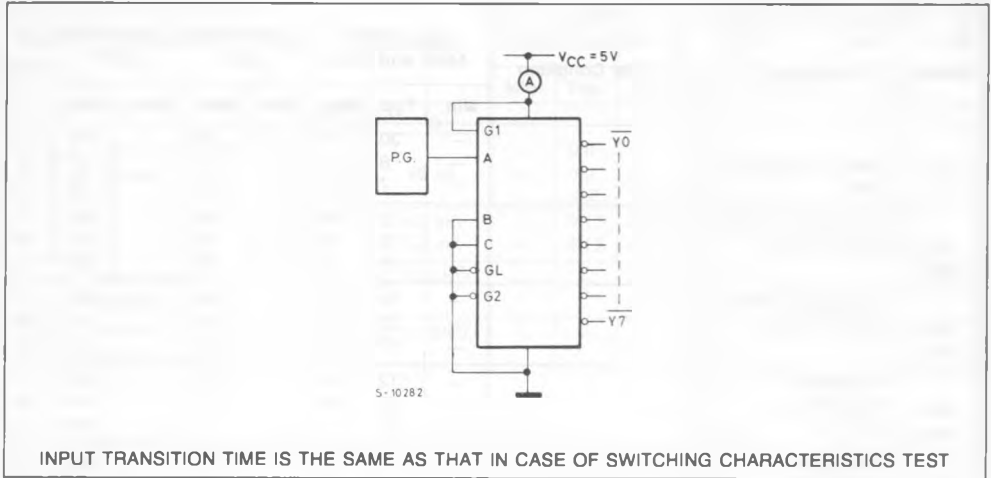 V_CC = 5V
A
G1
Y0
P.G.
A
B
C
GL
G2
Y7
S-10282
INPUT TRANSITION TIME IS THE SAME AS THAT IN CASE OF SWITCHING CHARACTERISTICS TEST